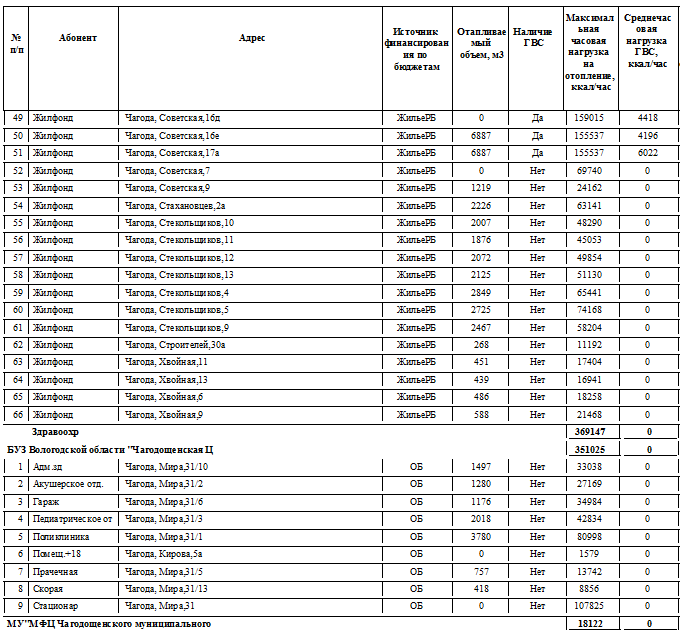 № п/п | Абонент | Адрес | Источник финансирования по бюджетам | Отапливаемый объем, м3 | Наличие ГВС | Максимальная часовая нагрузка на отопление, ккал/час | Среднечасовая нагрузка ГВС, ккал/час
49 | Жилфонд | Чагода, Советская,16д | ЖильеРБ | 0 | Да | 159015 | 4418
50 | Жилфонд | Чагода, Советская,16е | ЖильеРБ | 6887 | Да | 155537 | 4196
51 | Жилфонд | Чагода, Советская,17а | ЖильеРБ | 6887 | Да | 155537 | 6022
52 | Жилфонд | Чагода, Советская,7 | ЖильеРБ | 0 | Нет | 69740 | 0
53 | Жилфонд | Чагода, Советская,9 | ЖильеРБ | 1219 | Нет | 24162 | 0
54 | Жилфонд | Чагода, Стахановцев,2а | ЖильеРБ | 2226 | Нет | 63141 | 0
55 | Жилфонд | Чагода, Стекольщиков,10 | ЖильеРБ | 2007 | Нет | 48290 | 0
56 | Жилфонд | Чагода, Стекольщиков,11 | ЖильеРБ | 1876 | Нет | 45053 | 0
57 | Жилфонд | Чагода, Стекольщиков,12 | ЖильеРБ | 2072 | Нет | 49854 | 0
58 | Жилфонд | Чагода, Стекольщиков,13 | ЖильеРБ | 2125 | Нет | 51130 | 0
59 | Жилфонд | Чагода, Стекольщиков,4 | ЖильеРБ | 2849 | Нет | 65441 | 0
60 | Жилфонд | Чагода, Стекольщиков,5 | ЖильеРБ | 2725 | Нет | 74168 | 0
61 | Жилфонд | Чагода, Стекольщиков,9 | ЖильеРБ | 2467 | Нет | 58204 | 0
62 | Жилфонд | Чагода, Строителей,30а | ЖильеРБ | 268 | Нет | 11192 | 0
63 | Жилфонд | Чагода, Хвойная,11 | ЖильеРБ | 451 | Нет | 17404 | 0
64 | Жилфонд | Чагода, Хвойная,13 | ЖильеРБ | 439 | Нет | 16941 | 0
65 | Жилфонд | Чагода, Хвойная,6 | ЖильеРБ | 486 | Нет | 18258 | 0
66 | Жилфонд | Чагода, Хвойная,9 | ЖильеРБ | 588 | Нет | 21468 | 0
Здравоохр | 369147 | 0
БУЗ Вологодской области "Чагодощенская Ц | 351025 | 0
1 | Адм.зд | Чагода, Мира,31/10 | ОБ | 1497 | Нет | 33038 | 0
2 | Акушерское отд. | Чагода, Мира,31/2 | ОБ | 1280 | Нет | 27169 | 0
3 | Гараж | Чагода, Мира,31/6 | ОБ | 1176 | Нет | 34984 | 0
4 | Педиатрическое от | Чагода, Мира,31/3 | ОБ | 2018 | Нет | 42834 | 0
5 | Поликлиника | Чагода, Мира,31/1 | ОБ | 3780 | Нет | 80998 | 0
6 | Помещ.+18 | Чагода, Кирова,5а | ОБ | 0 | Нет | 1579 | 0
7 | Прачечная | Чагода, Мира,31/5 | ОБ | 757 | Нет | 13742 | 0
8 | Скорая | Чагода, Мира,31/13 | ОБ | 418 | Нет | 8856 | 0
9 | Стационар | Чагода, Мира,31 | ОБ | 0 | Нет | 107825 | 0
МУ"МФЦ Чагодощенского муниципального | 18122 | 0